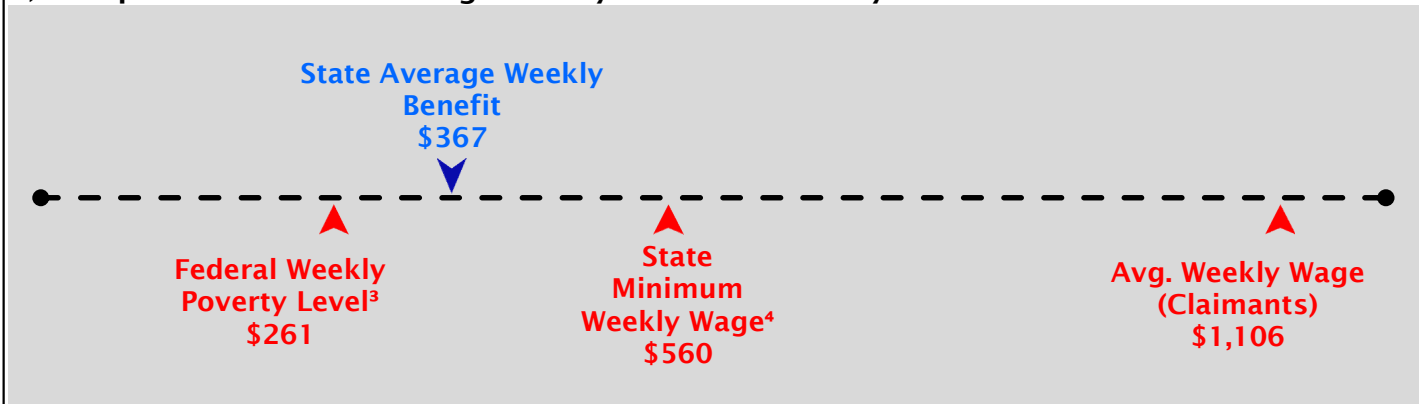 State Average Weekly
Benefit
$367
Federal Weekly
Poverty Level³
$261
State
Minimum
Weekly Wage⁴
$560
Avg. Weekly Wage
(Claimants)
$1,106